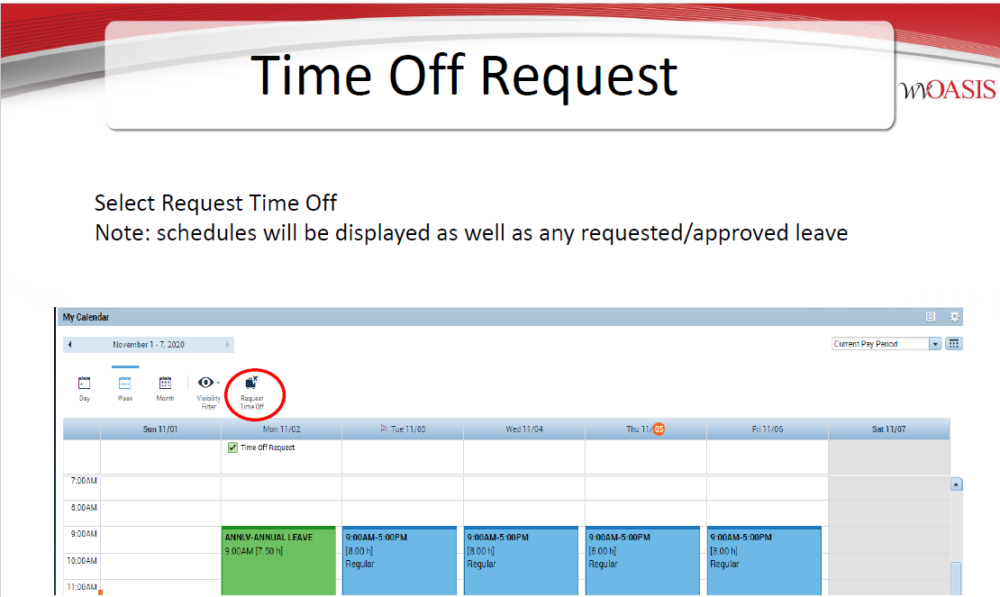 Time Off Request
wvOASIS
Select Request Time Off
Note: schedules will be displayed as well as any requested/approved leave
My Calendar
November 1 - 7, 2020
Current Pay Period
Day
Week
Month
Visibility
Filter
Request
Time Off
Sun 11/01
Mon 11/02
Tue 11/03
Wed 11/04
Thu 11/05
Fri 11/06
Sat 11/07
Time Off Request
7:00AM
8:00AM
9:00AM
10:00AM
11:00AM
ANNLV-ANNUAL LEAVE
9:00AM [7.50 h]
9:00AM-5:00PM
[8.00 h]
Regular
9:00AM-5:00PM
[8.00 h]
Regular
9:00AM-5:00PM
[8.00 h]
Regular
9:00AM-5:00PM
[8.00 h]
Regular